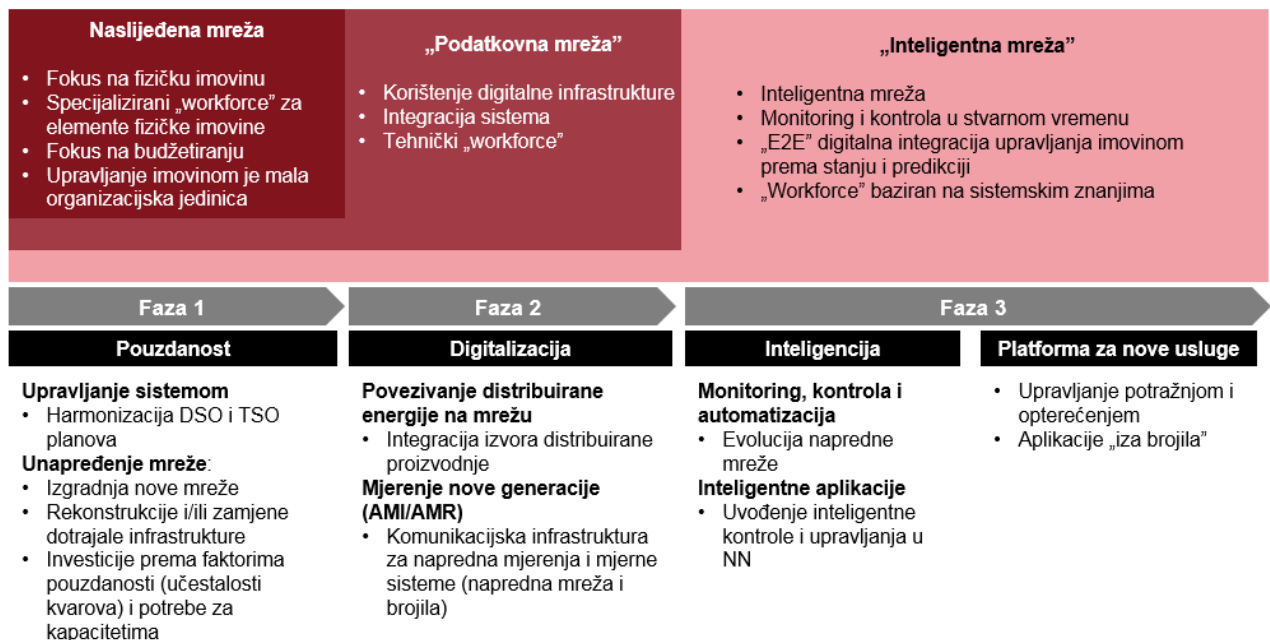 Naslijeđena mreža
• Fokus na fizičku imovinu
• Specijalizirani „workforce” za
elemente fizičke imovine
• Fokus na budžetiranju
• Upravljanje imovinom je mala
organizacijska jedinica
„Podatkovna mreža”
• Korištenje digitalne infrastrukture
• Integracija sistema
• Tehnički „workforce”
„Inteligentna mreža”
• Inteligentna mreža
• Monitoring i kontrola u stvarnom vremenu
• „E2E” digitalna integracija upravljanja imovinom
prema stanju i predikciji
• „Workforce” baziran na sistemskim znanjima
Faza 1
Faza 2
Faza 3
Pouzdanost
Digitalizacija
Inteligencija
Platforma za nove usluge
Upravljanje sistemom
• Harmonizacija DSO i TSO
planova
Unapređenje mreže:
• Izgradnja nove mreže
• Rekonstrukcije i/ili zamjene
dotrajale infrastrukture
• Investicije prema faktorima
pouzdanosti (učestalosti
kvarova) i potrebe za
kapacitetima
Povezivanje distribuirane
energije na mrežu
• Integracija izvora distribuirane
proizvodnje
Mjerenje nove generacije
(AMI/AMR)
• Komunikacijska infrastruktura
za napredna mjerenja i mjerne
sisteme (napredna mreža i
brojila)
Monitoring, kontrola i
automatizacija
• Evolucija napredne
mreže
Inteligentne aplikacije
• Uvođenje inteligentne
kontrole i upravljanja u
NN
• Upravljanje potražnjom i
opterećenjem
• Aplikacije „iza brojila”